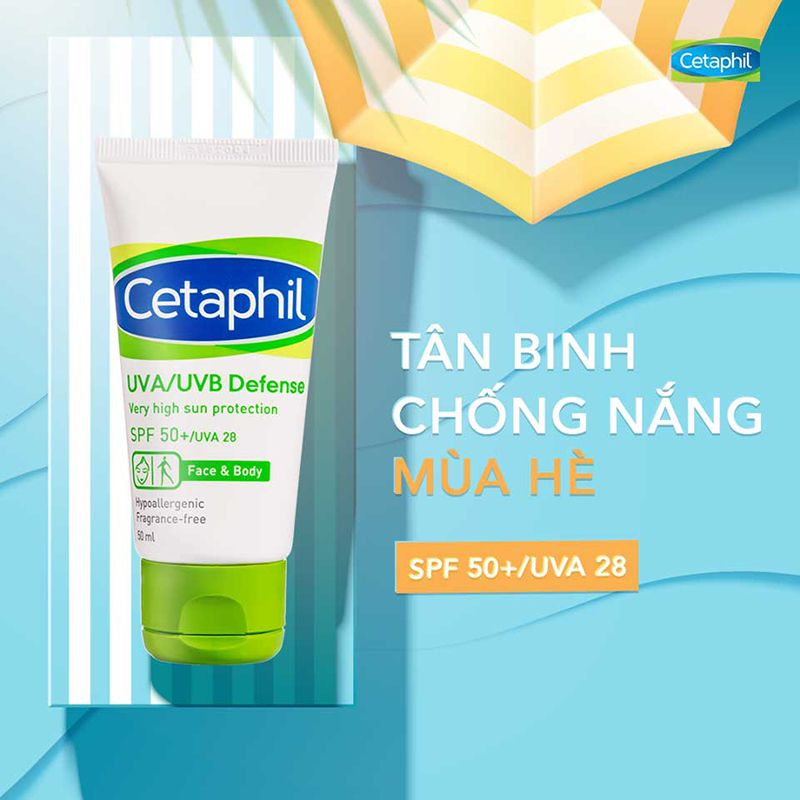 Cetaphil
Cetaphil
UVA/UVB Defense
Very high sun protection
SPF 50+/UVA 28
Face & Body
Hypoallergenic
Fragrance-free
50 ml
TÂN BINH
CHỐNG NẮNG
MÙA HÈ
SPF 50+/UVA 28